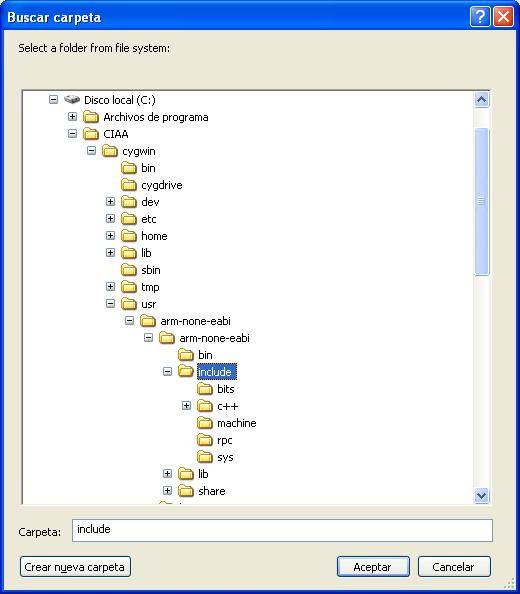 Buscar carpeta
Select a folder from file system:
Disco local (C:)
Archivos de programa
CIAA
cygwin
bin
cygdrive
dev
etc
home
lib
sbin
tmp
usr
arm-none-eabi
arm-none-eabi
bin
include
bits
c++
machine
rpc
sys
lib
share
Carpeta: include
Crear nueva carpeta Aceptar Cancelar